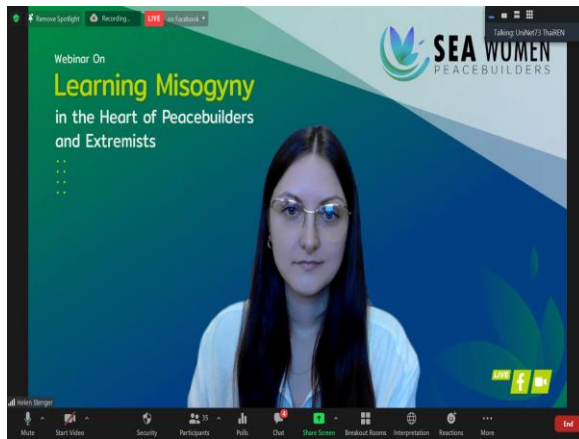 Remove Spotlight
Recording...
LIVE
on Facebook
Talking: UniNet73 ThaiREN
Webinar On
Learning Misogyny
in the Heart of Peacebuilders
and Extremists
SEA WOMEN
PEACEBUILDERS
LIVE
Helen Stenger
Mute
Start Video
Security
35
Participants
Polls
4
Chat
Share Screen
Breakout Rooms
Interpretation
Reactions
More
End